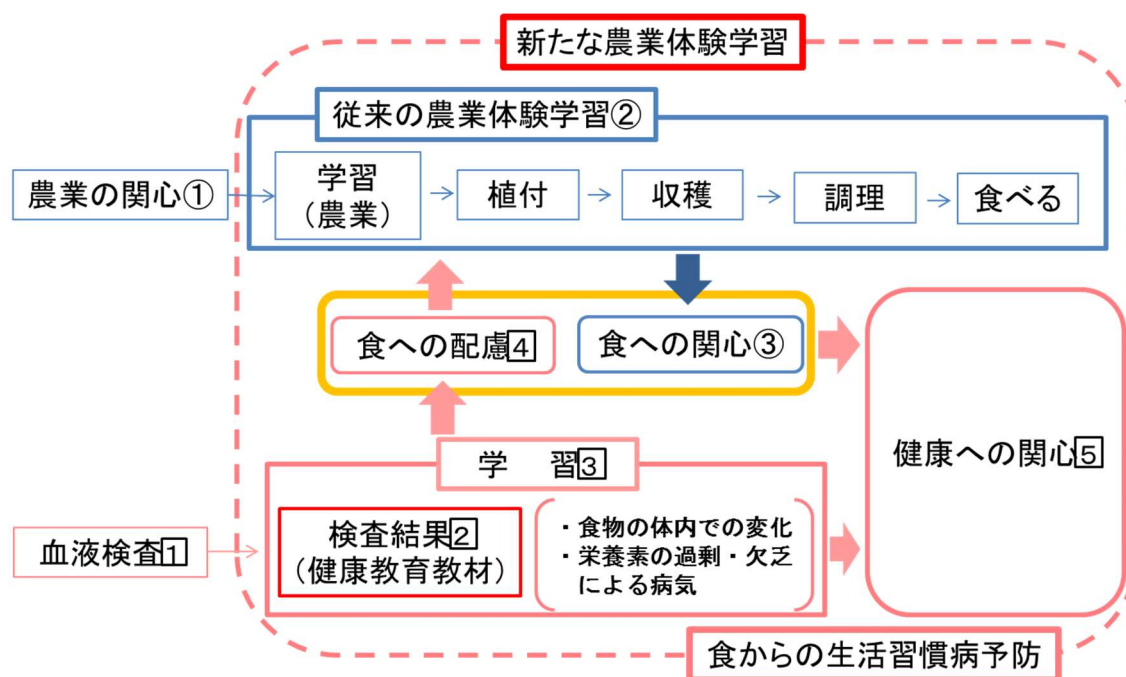 新たな農業体験学習
従来の農業体験学習②
農業の関心①
学習
（農業）
植付
収穫
調理
食べる
食への配慮4
食への関心③
健康への関心5
学 習3
血液検査1
検査結果2
（健康教育教材）
・食物の体内での変化
・栄養素の過剰・欠乏
による病気
食からの生活習慣病予防